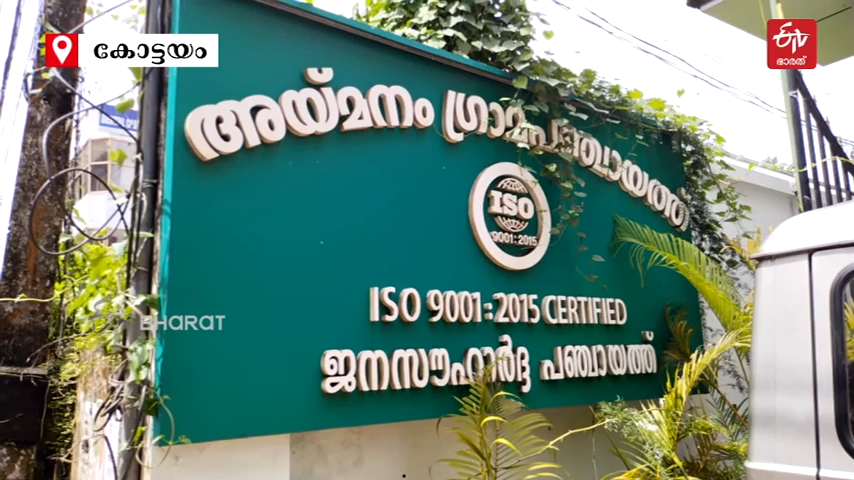 കോട്ടയം
ETV
ഭാരത്
അയ്മനം ഗ്രാമപഞ്ചായത്ത്
ISO
9001:2015
ISO 9001:2015 CERTIFIED
BHARAT
ജനസൗഹാർദ്ദ പഞ്ചായത്ത്